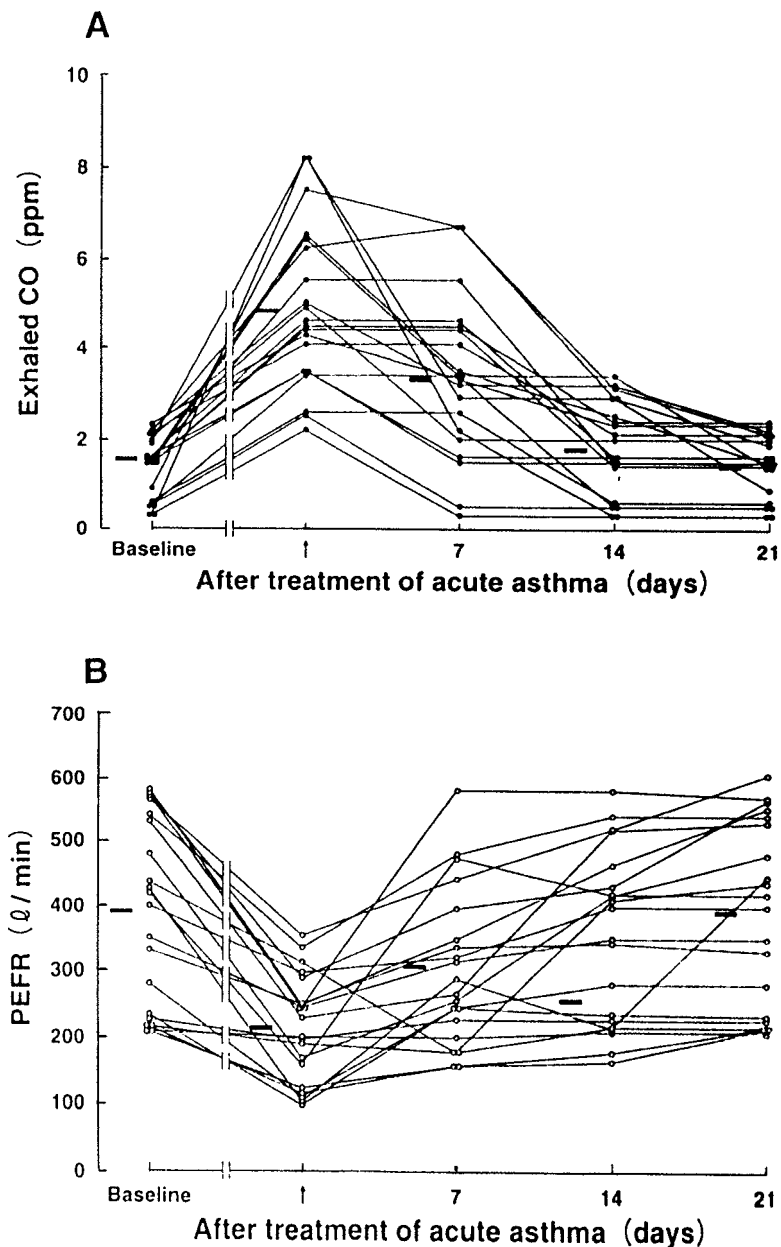 A
Exhaled CO (ppm)
10
8
6
4
2
0
Baseline
↑
7
14
21
After treatment of acute asthma (days)
B
PEFR (ℓ/min)
700
600
500
400
300
200
100
0
Baseline
↑
7
14
21
After treatment of acute asthma (days)